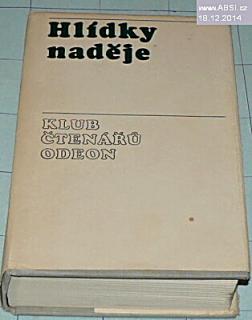 www.ABSI.cz
18.12.2014
Hlídky
naděje
KLUB
ČTENÁŘŮ
ODEON